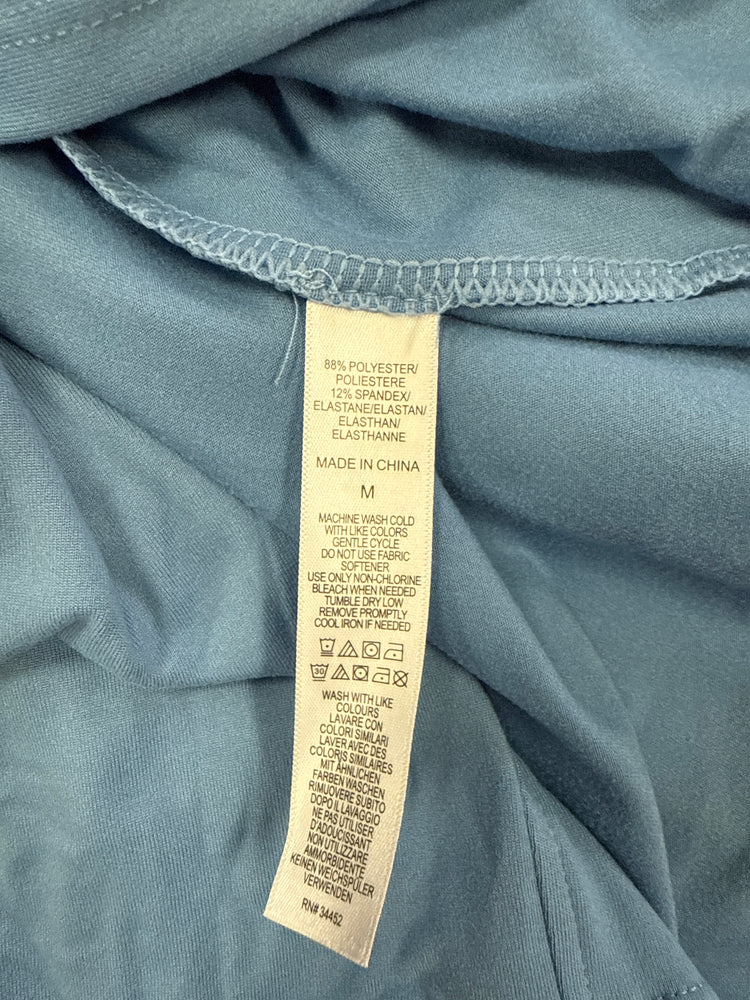 88% POLYESTER/
POLIESTERE
12% SPANDEX/
ELASTANE/ELASTAN/
ELASTHAN/
ELASTHANNE
MADE IN CHINA
M
MACHINE WASH COLD
WITH LIKE COLORS
GENTLE CYCLE
DO NOT USE FABRIC
SOFTENER
USE ONLY NON-CHLORINE
BLEACH WHEN NEEDED
TUMBLE DRY LOW
REMOVE PROMPTLY
COOL IRON IF NEEDED
30
WASH WITH LIKE
COLOURS
LAVARE CON
COLORI SIMILARI
LAVER AVEC DES
COLORIS SIMILAIRES
MIT ÄHNLICHEN
FARBEN WASCHEN
RIMUOVERE SUBITO
DOPO IL LAVAGGIO
NE PAS UTILISER
D'ADOUCISSANT
NON UTILIZZARE
AMMORBIDENTE
KEINEN WEICHSPÜLER
VERWENDEN
RN# 34452